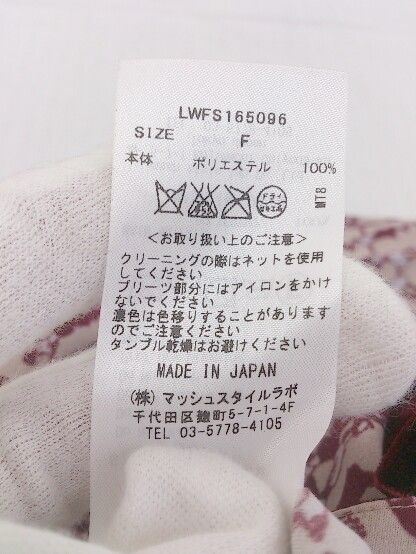 LWFS165096
SIZE F
本体 ポリエステル 100%
ドライ
MTB
<お取り扱い上のご注意>
クリーニングの際はネットを使用
してください
プリーツ部分にはアイロンをかけ
ないでください
濃色は色移りすることがあります
のでご注意ください
タンブル乾燥はお避けください
MADE IN JAPAN
(株) マッシュスタイルラボ
千代田区麹町5-7-1-4F
TEL 03-5778-4105